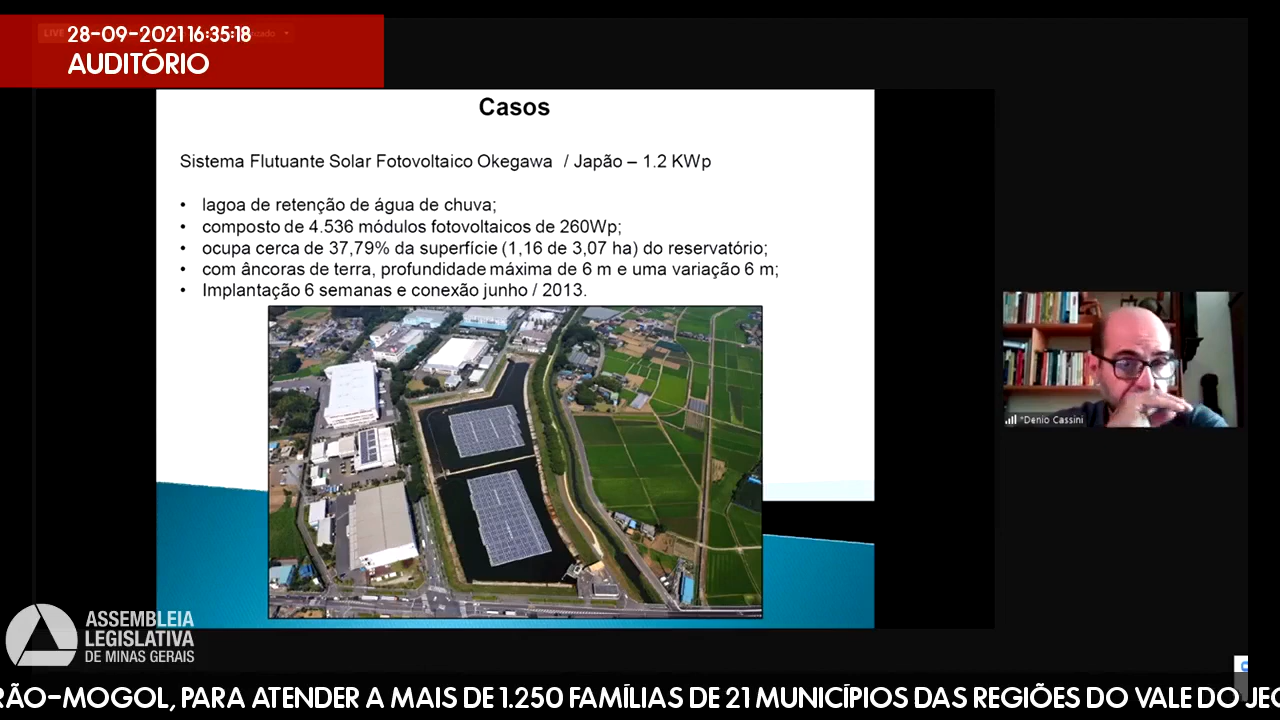 LIVE
28-09-2021 16:35:18
AUDITÓRIO
Casos
Sistema Flutuante Solar Fotovoltaico Okegawa / Japão – 1.2 KWp
• lagoa de retenção de água de chuva;
• composto de 4.536 módulos fotovoltaicos de 260Wp;
• ocupa cerca de 37,79% da superfície (1,16 de 3,07 ha) do reservatório;
• com âncoras de terra, profundidade máxima de 6 m e uma variação 6 m;
• Implantação 6 semanas e conexão junho / 2013.
*Denio Cassini
ASSEMBLEIA
LEGISLATIVA
DE MINAS GERAIS
RÃO-MOGOL, PARA ATENDER A MAIS DE 1.250 FAMÍLIAS DE 21 MUNICÍPIOS DAS REGIÕES DO VALE DO JEQ